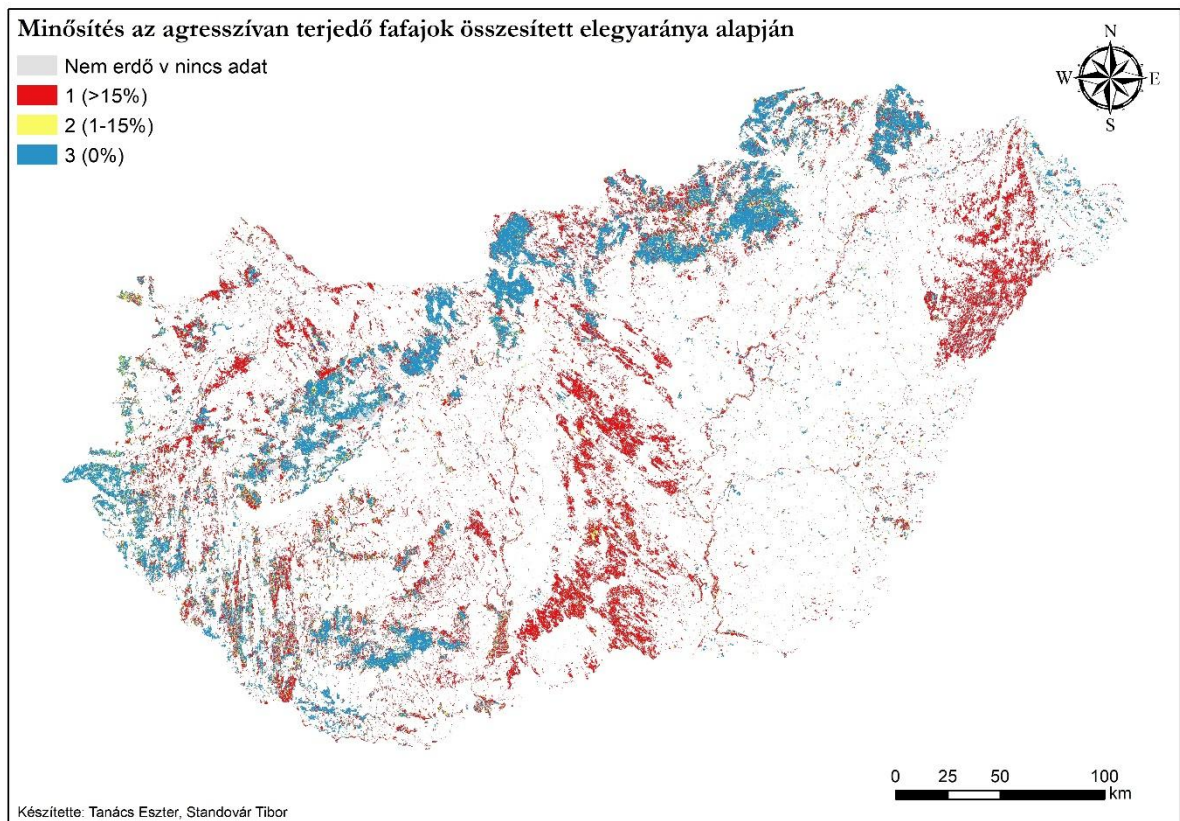 Minősítés az agresszívan terjedő fafajok összesített elegyaránya alapján
Nem erdő v nincs adat
1 (>15%)
2 (1-15%)
3 (0%)
N
W E
S
0 25 50 100
km
Készítette: Tanács Eszter, Standovár Tibor